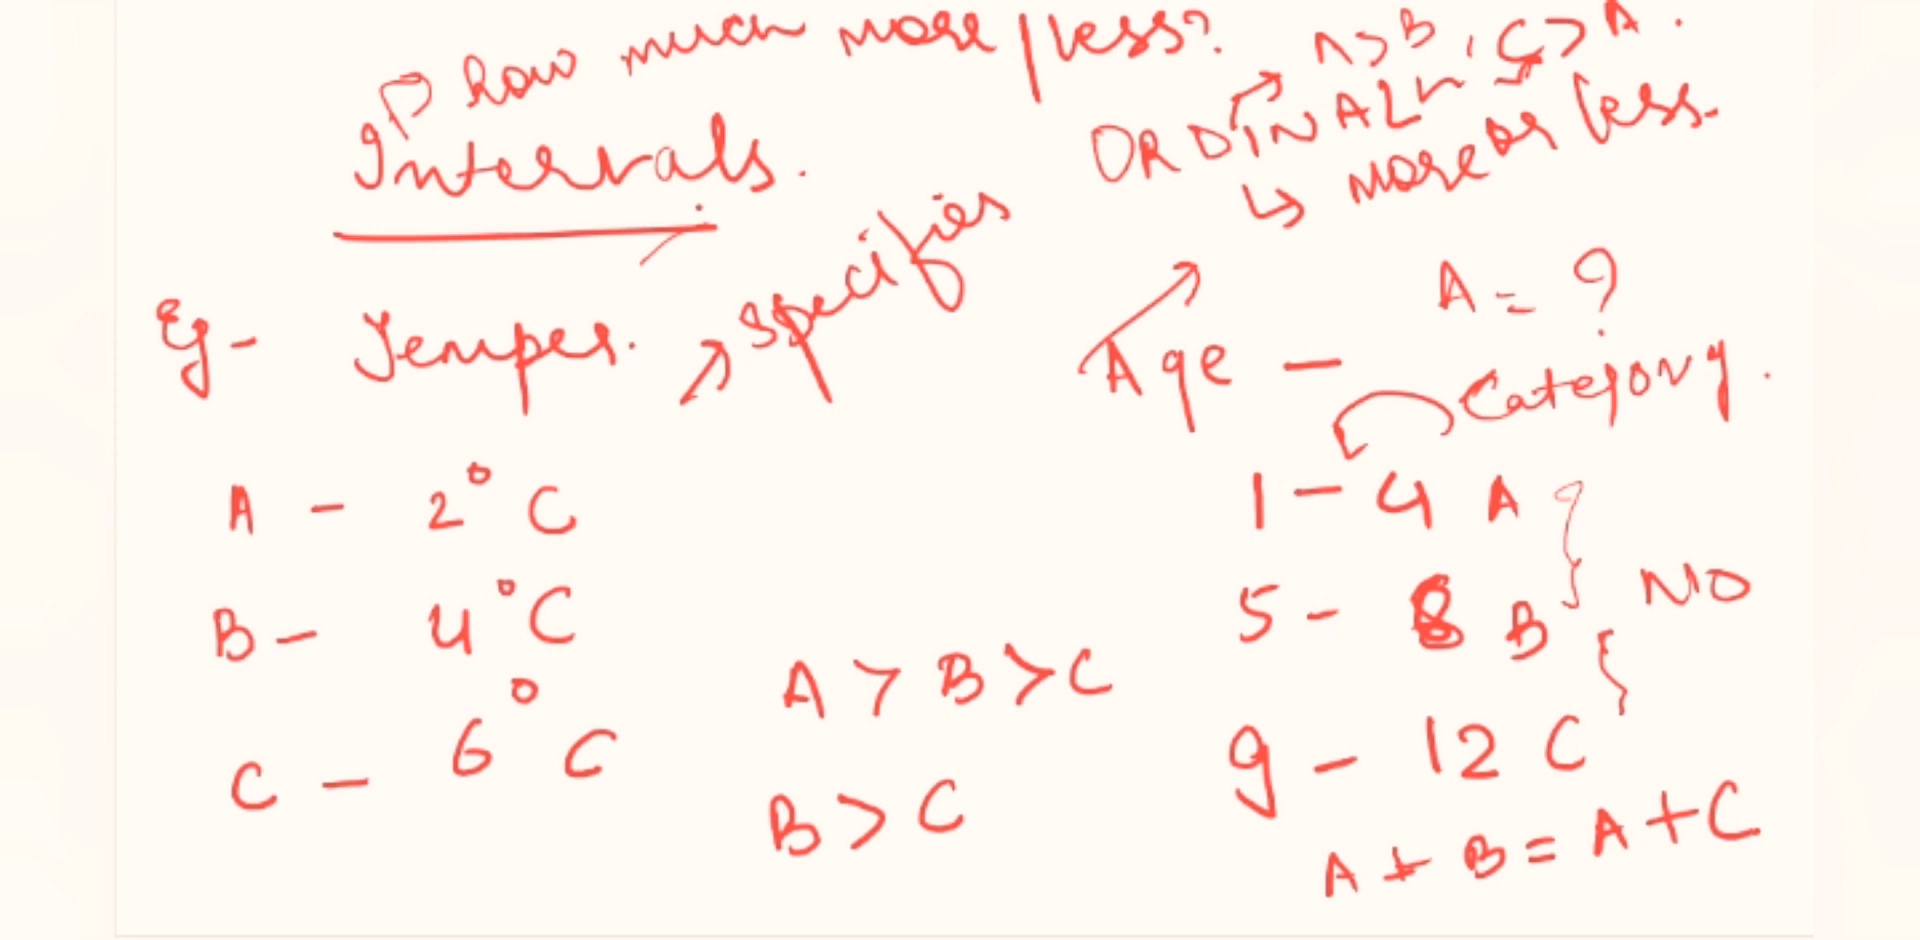 how much more / less?
Intervals.
A > B, C > A.
ORDINAL
more or less.
Eg - Temper. specifies
Age - A = ?
Category.
A - 2°C
B - 4°C
C - 6°C
A > B > C
B > C
1 - 4 A
5 - 8 B
NO
9 - 12 C
A + B = A + C